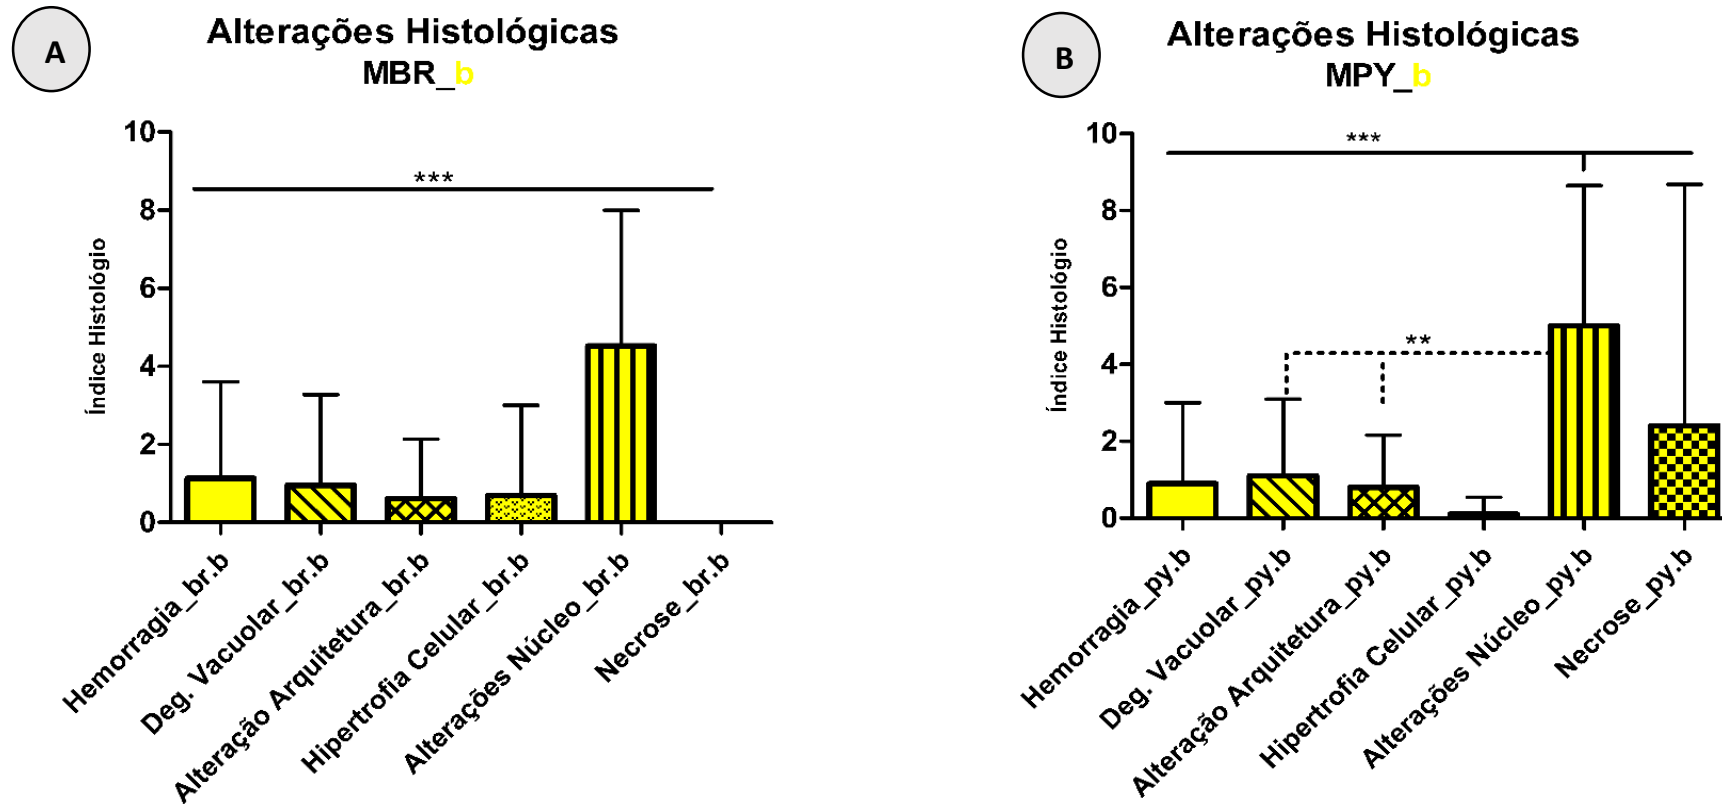 A
Alterações Histológicas
MBR_b
10
8
6
4
2
0
Índice Histológio
***
Hemorragia_br.b
Deg. Vacuolar_br.b
Alteração Arquitetura_br.b
Hipertrofia Celular_br.b
Alterações Núcleo_br.b
Necrose_br.b
B
Alterações Histológicas
MPY_b
10
8
6
4
2
0
Índice Histológio
***
**
Hemorragia_py.b
Deg. Vacuolar_py.b
Alteração Arquitetura_py.b
Hipertrofia Celular_py.b
Alterações Núcleo_py.b
Necrose_py.b